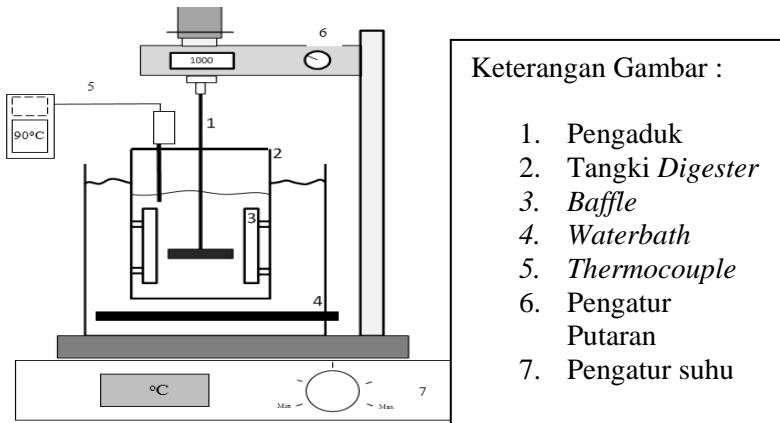 6
1000
5
90°C
1
2
3
4
°C
7
Min
Max
Keterangan Gambar :
1. Pengaduk
2. Tangki Digester
3. Baffle
4. Waterbath
5. Thermocouple
6. Pengatur
Putaran
7. Pengatur suhu